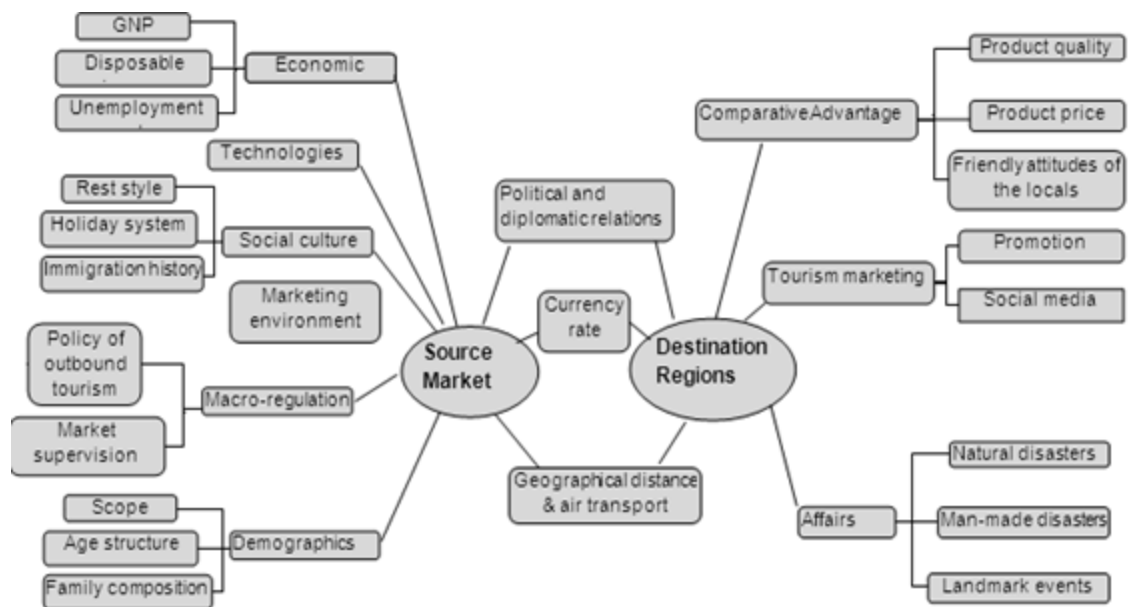 GNP
Disposable
Unemployment
Economic
Technologies
Rest style
Holiday system
Immigration history
Social culture
Marketing
environment
Policy of
outbound
tourism
Market
supervision
Macro-regulation
Scope
Age structure
Family composition
Demographics
Source
Market
Political and
diplomatic relations
Currency
rate
Geographical distance
& air transport
Destination
Regions
Comparative Advantage
Product quality
Product price
Friendly attitudes of
the locals
Tourism marketing
Promotion
Social media
Affairs
Natural disasters
Man-made disasters
Landmark events